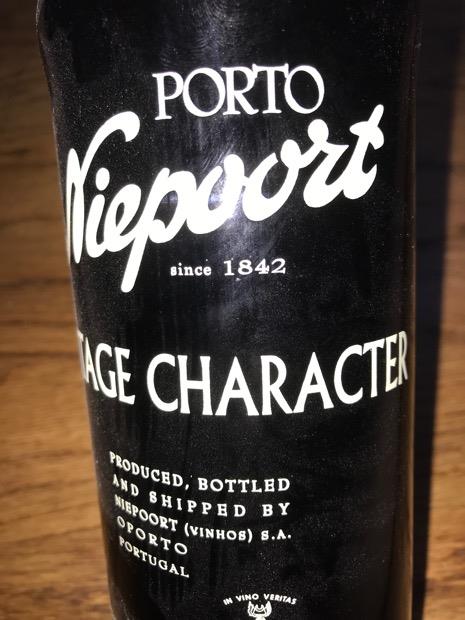 PORTO
Niepoort
since 1842
TAGE CHARACTER
PRODUCED, BOTTLED
AND SHIPPED BY
NIEPOORT (VINHOS) S.A.
OPORTO
PORTUGAL
IN VINO VERITAS